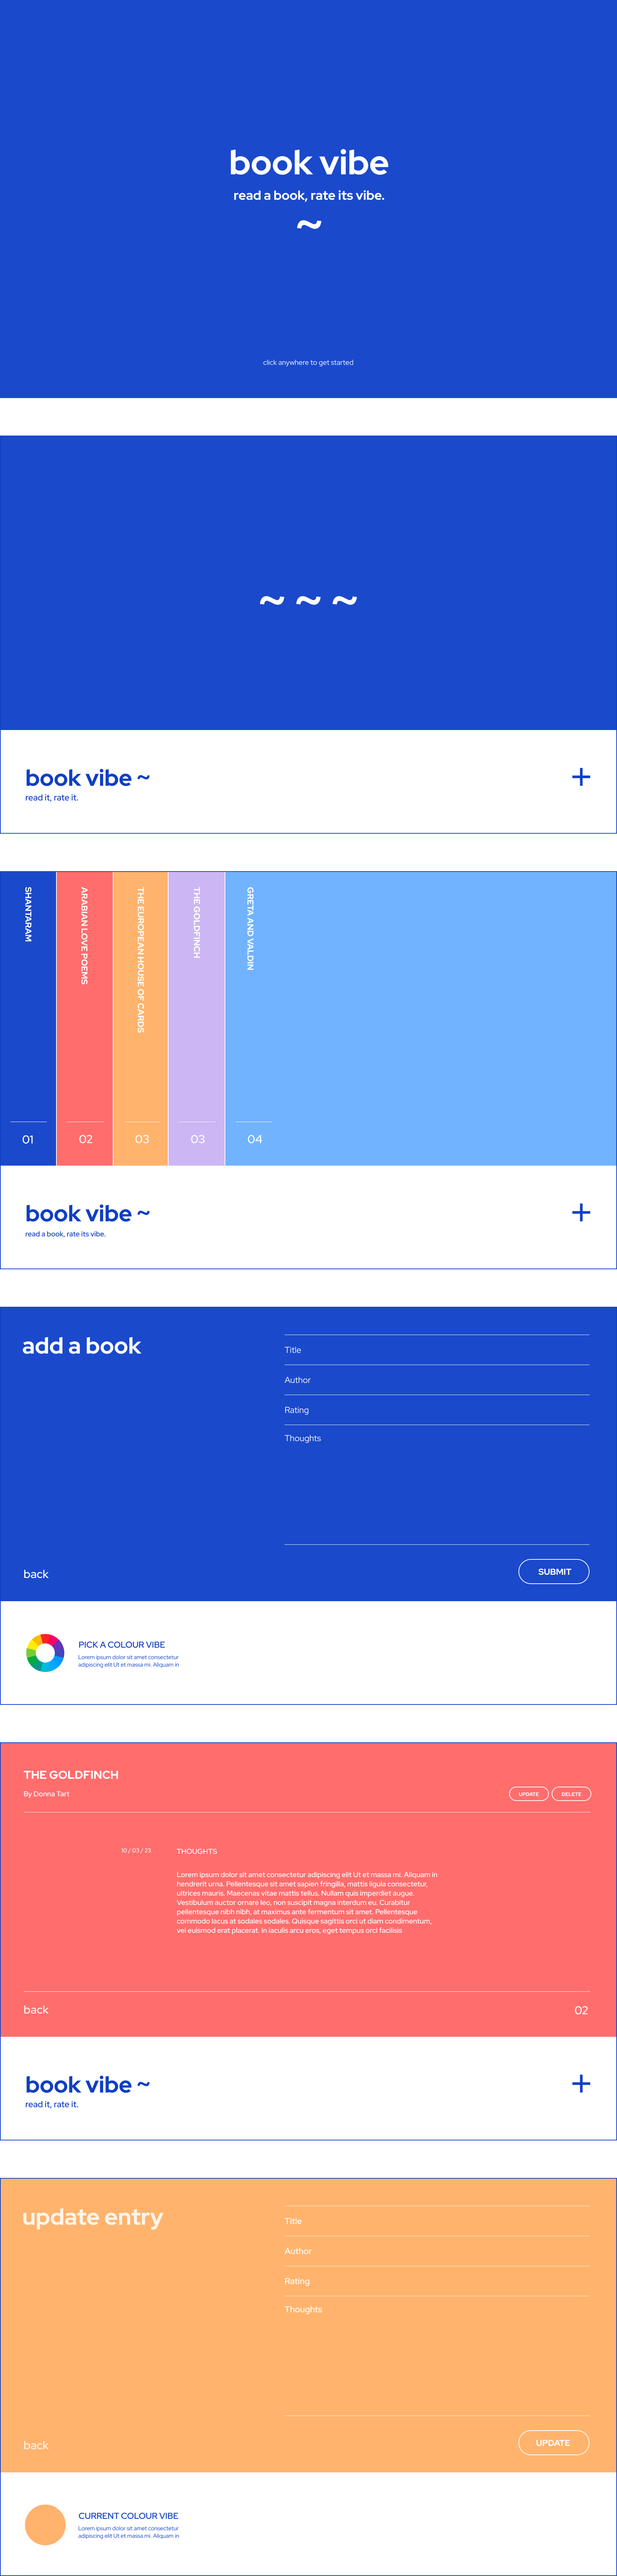 book vibe
read a book, rate its vibe.
~
click anywhere to get started
~ ~ ~
book vibe ~
read it, rate it.
+
SHANTARAM
ARABIAN LOVE POEMS
THE EUROPEAN HOUSE OF CARDS
THE GOLDFINCH
GRETA AND VALDIN
01
02
03
03
04
book vibe ~
read a book, rate its vibe.
+
add a book
Title
Author
Rating
Thoughts
back
SUBMIT
PICK A COLOUR VIBE
Lorem ipsum dolor sit amet consectetur
adipiscing elit Ut et massa mi. Aliquam in
THE GOLDFINCH
By Donna Tart
UPDATE
DELETE
10 / 03 / 23
THOUGHTS
Lorem ipsum dolor sit amet consectetur adipiscing elit Ut et massa mi. Aliquam in
hendrerit urna. Pellentesque sit amet sapien fringilla, mattis ligula consectetur,
ultrices mauris. Maecenas vitae mattis tellus. Nullam quis imperdiet augue.
Vestibulum auctor ornare leo, non suscipit magna interdum eu. Curabitur
pellentesque nibh nibh, at maximus ante fermentum sit amet. Pellentesque
commodo lacus at sodales sodales. Quisque sagittis orci ut diam condimentum,
vel euismod erat placerat. In iaculis arcu eros, eget tempus orci facilisis
back
02
book vibe ~
read it, rate it.
+
update entry
Title
Author
Rating
Thoughts
back
UPDATE
CURRENT COLOUR VIBE
Lorem ipsum dolor sit amet consectetur
adipiscing elit Ut et massa mi. Aliquam in